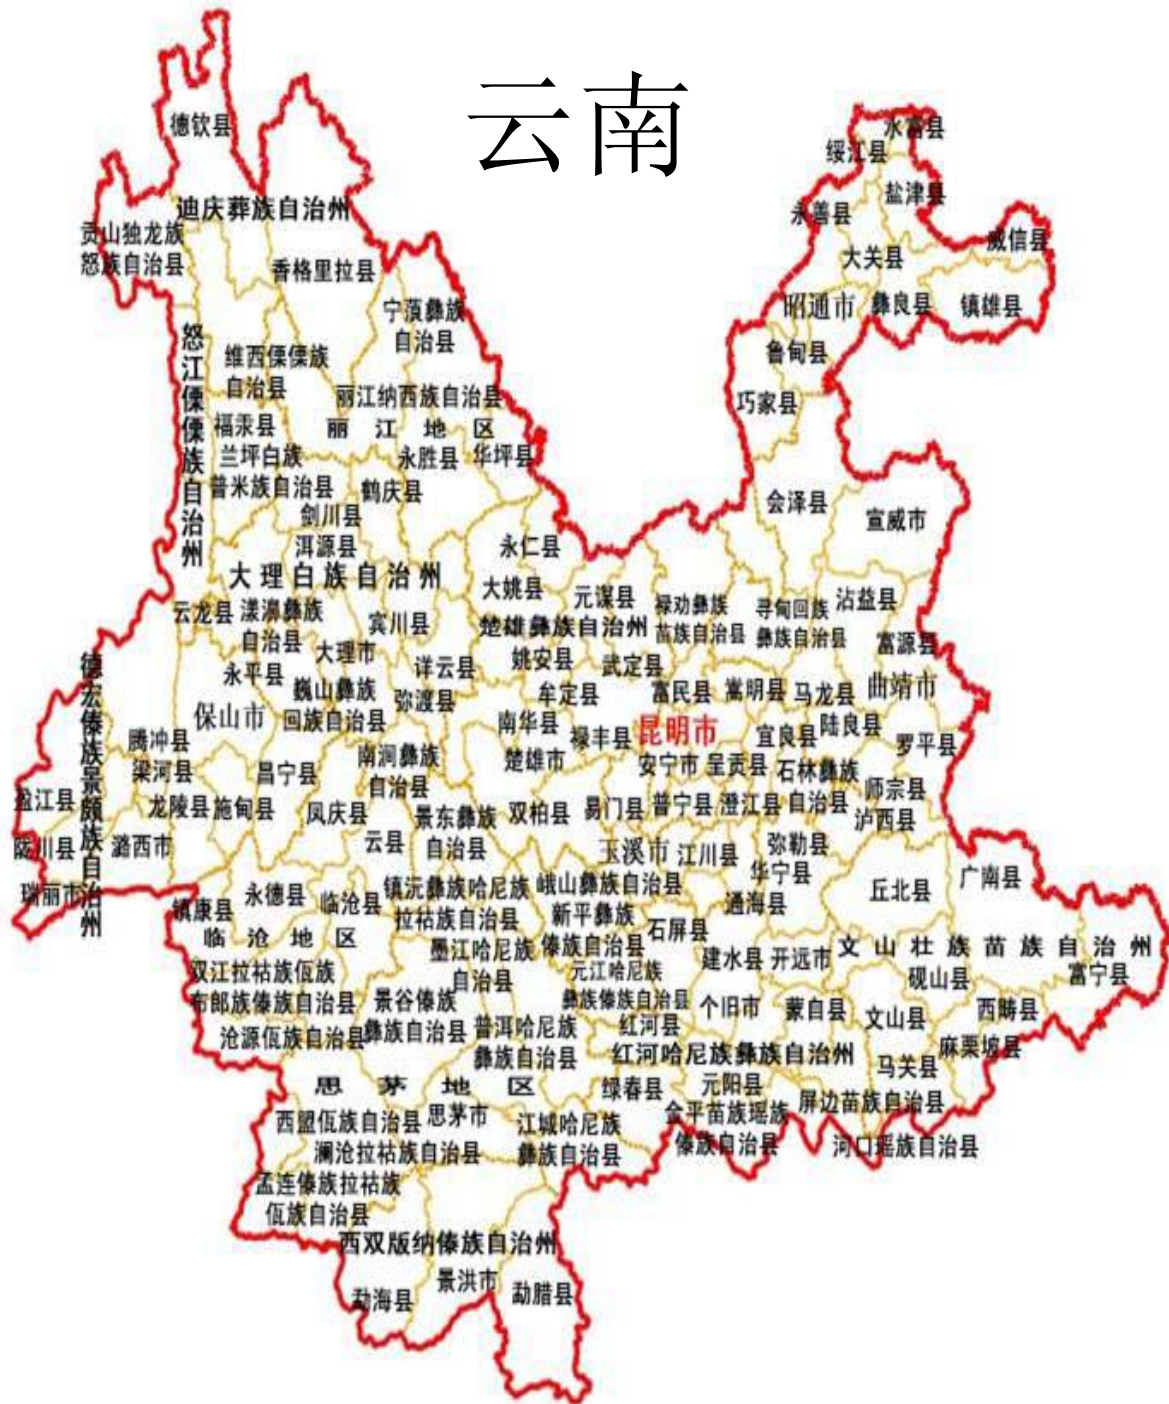 云南
德钦县
水富县
绥江县
盐津县
永善县
迪庆藏族自治州
贡山独龙族
怒族自治县
威信县
大关县
香格里拉县
昭通市
彝良县
镇雄县
宁蒗彝族
自治县
鲁甸县
怒江傈傈族自治州
维西傈傈族
自治县
丽江纳西族自治县
巧家县
福汞县
丽江地区
兰坪白族
普米族自治县
永胜县
华坪县
鹤庆县
会泽县
宣威市
剑川县
洱源县
永仁县
大理白族自治州
大姚县
元谋县
禄劝彝族
苗族自治县
寻甸回族
彝族自治县
沾益县
云龙县
漾濞彝族
自治县
宾川县
楚雄彝族自治州
富源县
大理市
永平县
详云县
姚安县
武定县
德宏傣族景颇族自治州
巍山彝族
回族自治县
弥渡县
牟定县
富民县
嵩明县
马龙县
曲靖市
保山市
南华县
禄丰县
昆明市
宜良县
陆良县
罗平县
腾冲县
梁河县
昌宁县
南涧彝族
自治县
楚雄市
安宁市
呈贡县
石林彝族
自治县
师宗县
盈江县
龙陵县
施甸县
凤庆县
景东彝族
自治县
双柏县
易门县
普宁县
澄江县
泸西县
陇川县
潞西市
云县
玉溪市
江川县
弥勒县
华宁县
广南县
瑞丽市
镇康县
永德县
临沧县
镇沅彝族哈尼族
拉祜族自治县
峨山彝族自治县
新平彝族
傣族自治县
通海县
丘北县
临沧地区
墨江哈尼族
自治县
石屏县
建水县
开远市
文山壮族苗族自治州
双江拉祜族佤族
布郎族傣族自治县
元江哈尼族
彝族傣族自治县
砚山县
富宁县
景谷傣族
彝族自治县
个旧市
蒙自县
文山县
西畴县
沧源佤族自治县
普洱哈尼族
彝族自治县
红河县
红河哈尼族彝族自治州
麻栗坡县
马关县
思茅地区
绿春县
元阳县
屏边苗族自治县
西盟佤族自治县
思茅市
江城哈尼族
彝族自治县
金平苗族瑶族
傣族自治县
河口瑶族自治县
澜沧拉祜族自治县
孟连傣族拉祜族
佤族自治县
西双版纳傣族自治州
景洪市
勐海县
勐腊县